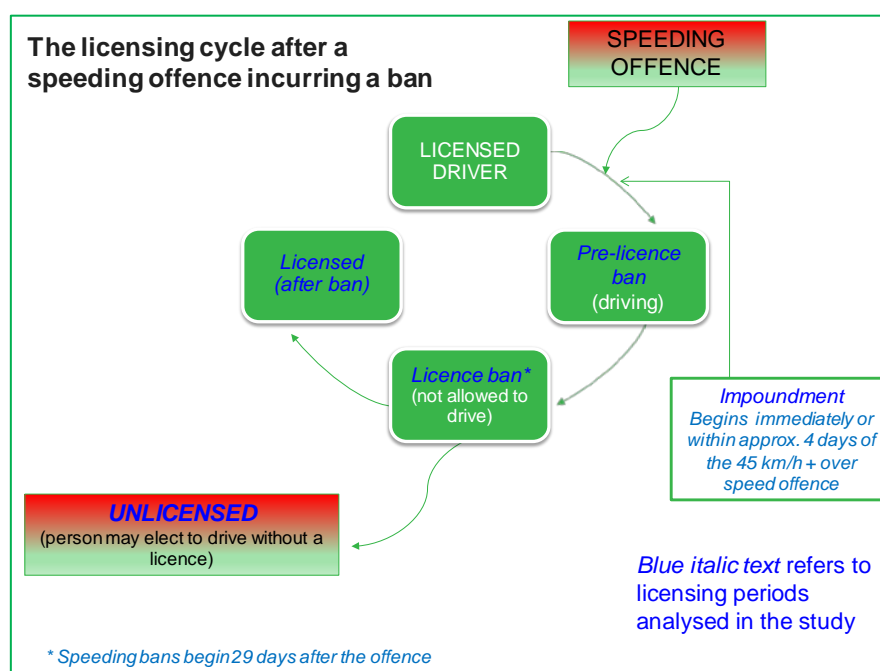 The licensing cycle after a
speeding offence incurring a ban
SPEEDING
OFFENCE
LICENSED
DRIVER
Licensed
(after ban)
Pre-licence
ban
(driving)
Licence ban*
(not allowed to
drive)
Impoundment
Begins immediately or
within approx. 4 days of
the 45 km/h + over
speed offence
UNLICENSED
(person may elect to drive without a
licence)
Blue italic text refers to
licensing periods
analysed in the study
* Speeding bans begin 29 days after the offence